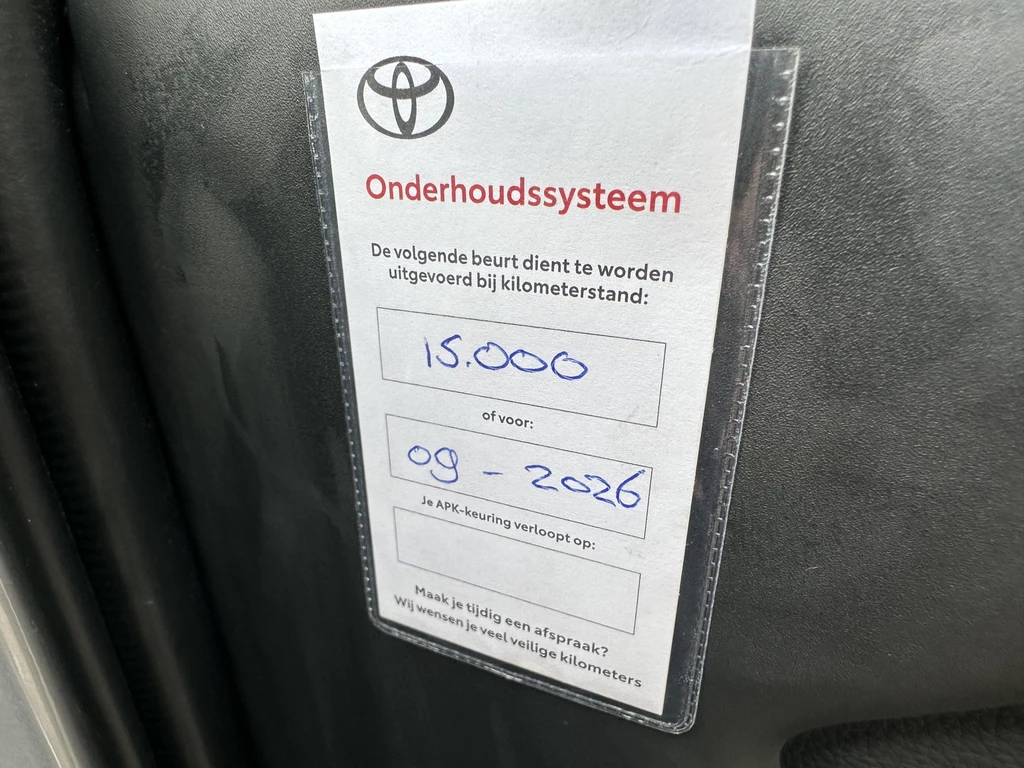 Onderhoudssysteem
De volgende beurt dient te worden
uitgevoerd bij kilometerstand:
15.000
of voor:
09 - 2026
Je APK-keuring verloopt op:
Maak je tijdig een afspraak?
Wij wensen je veel veilige kilometers